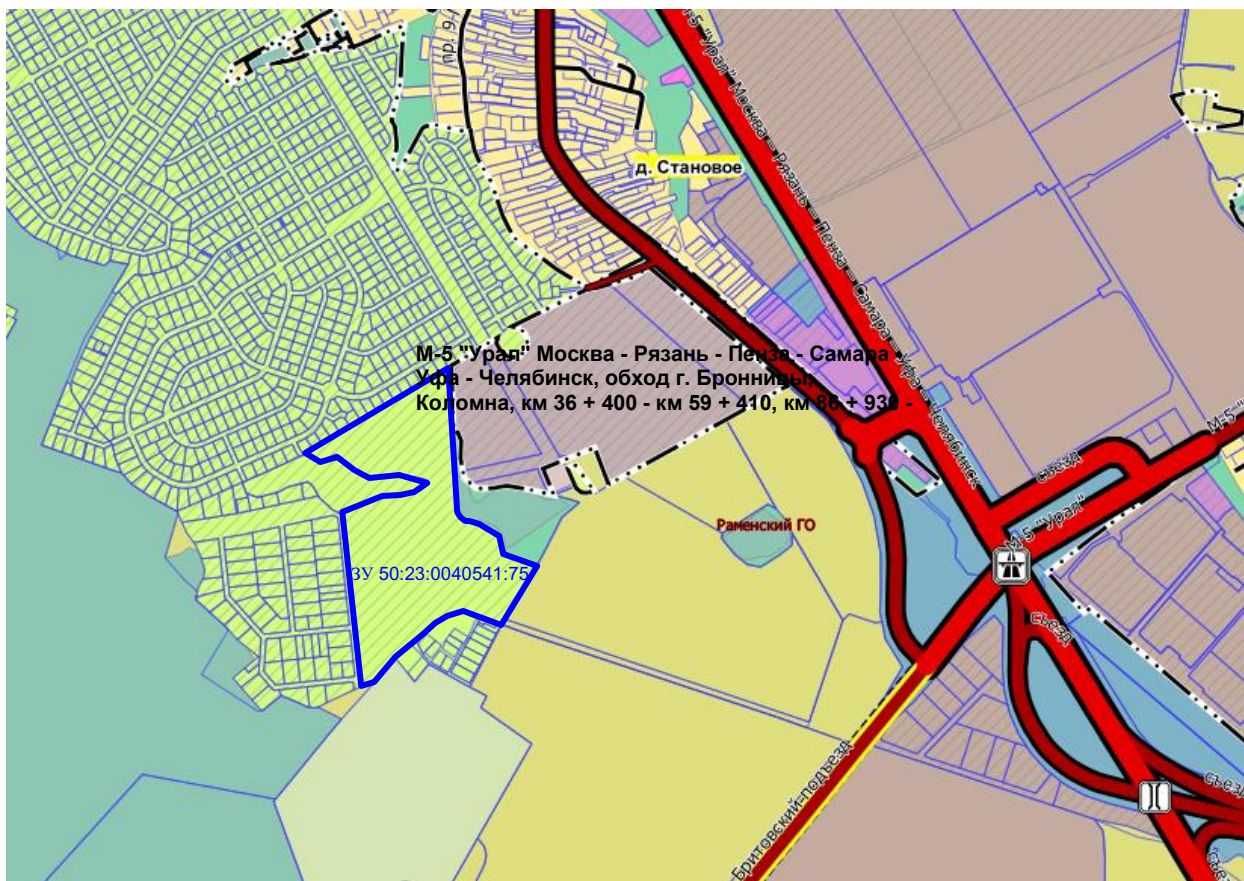 пр. 9-
М-5 "Урал" Москва – Рязань – Пенза – Самара – Уфа – Челябинск
д. Становое
М-5 "Урал" Москва - Рязань - Пенза - Самара -
Уфа - Челябинск, обход г. Бронницы,
Коломна, км 36 + 400 - км 59 + 410, км 86 + 930 -
М-5 "
съезд
Раменский ГО
М-5 "Урал"
ЗУ 50:23:0040541:75
съезд
Бритовский подъезд
съезд
съезд